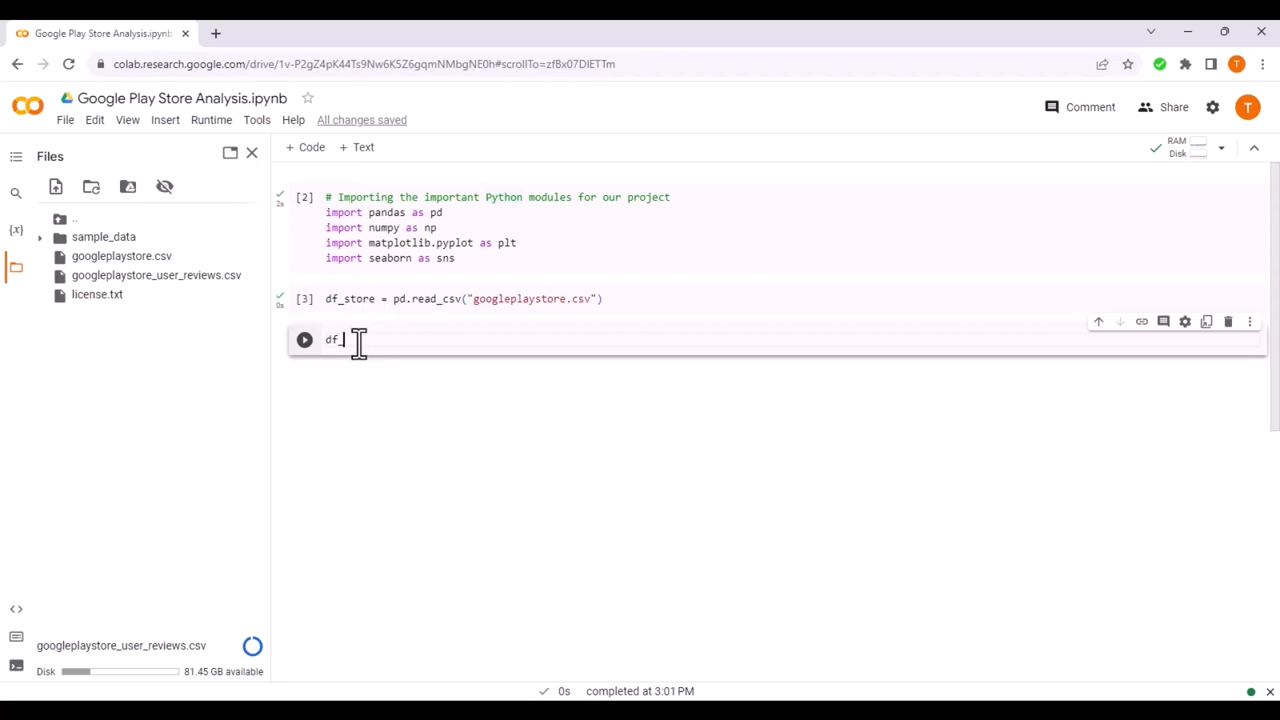 Google Play Store Analysis.ipynb
colab.research.google.com/drive/1v-P2gZ4pK44Ts9Nw6K5Z6gqmNMbgNE0h#scrollTo=zfBx07DIETTm
T
Google Play Store Analysis.ipynb
File Edit View Insert Runtime Tools Help All changes saved
Comment Share T
Files
+ Code + Text
RAM
Disk
..
sample_data
googleplaystore.csv
googleplaystore_user_reviews.csv
license.txt
{x}
[2] # Importing the important Python modules for our project
2s
import pandas as pd
import numpy as np
import matplotlib.pyplot as plt
import seaborn as sns
[3] df_store = pd.read_csv("googleplaystore.csv")
0s
df_
googleplaystore_user_reviews.csv
Disk 81.45 GB available
0s completed at 3:01 PM